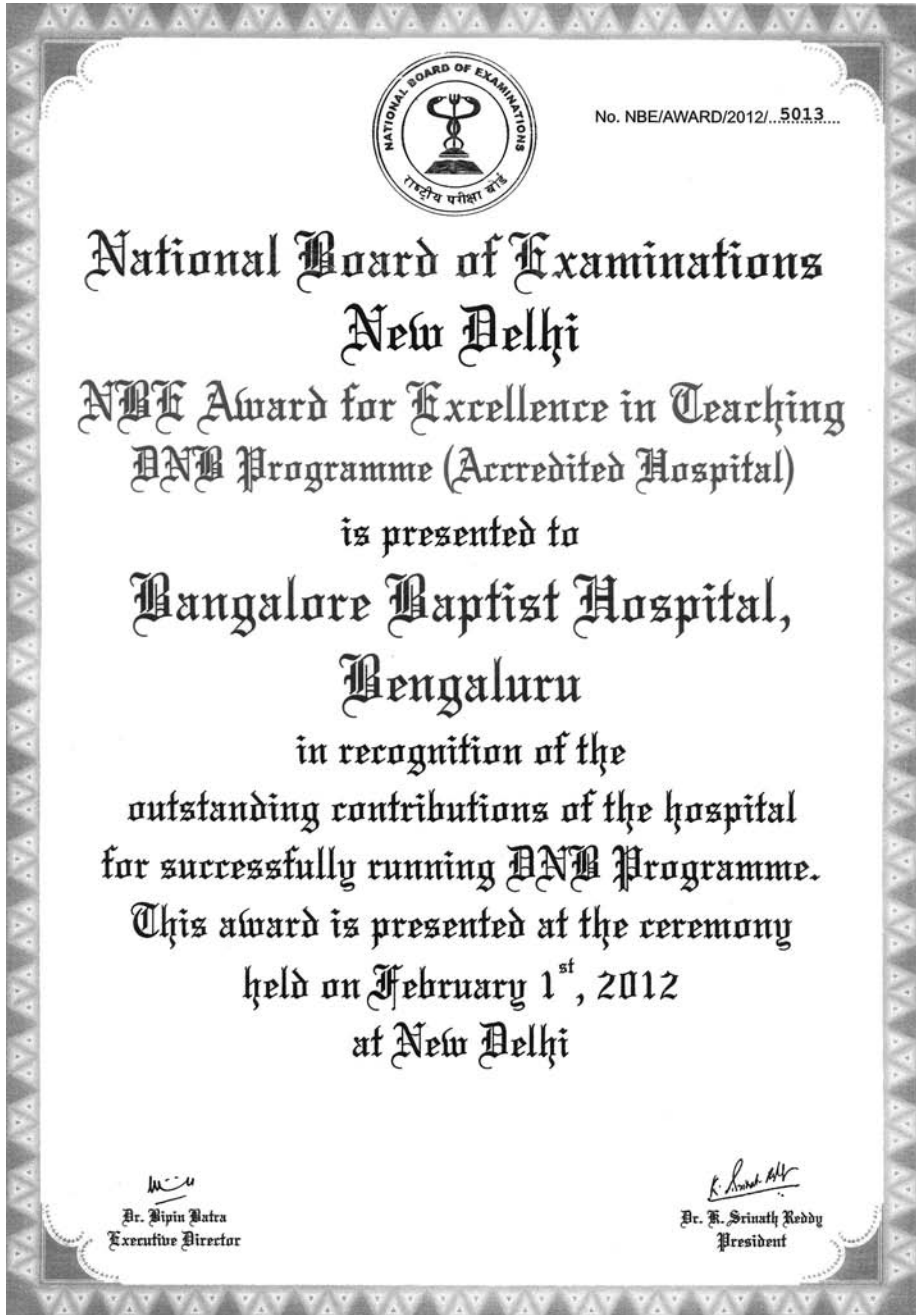 NATIONAL BOARD OF EXAMINATIONS
राष्ट्रीय परीक्षा बोर्ड
No. NBE/AWARD/2012/...5013...
National Board of Examinations
New Delhi
NBE Award for Excellence in Teaching
DNB Programme (Accredited Hospital)
is presented to
Bangalore Baptist Hospital,
Bengaluru
in recognition of the
outstanding contributions of the hospital
for successfully running DNB Programme.
This award is presented at the ceremony
held on February 1st, 2012
at New Delhi
Dr. Bipin Batra
Executive Director
K. Srinath Reddy
Dr. K. Srinath Reddy
President